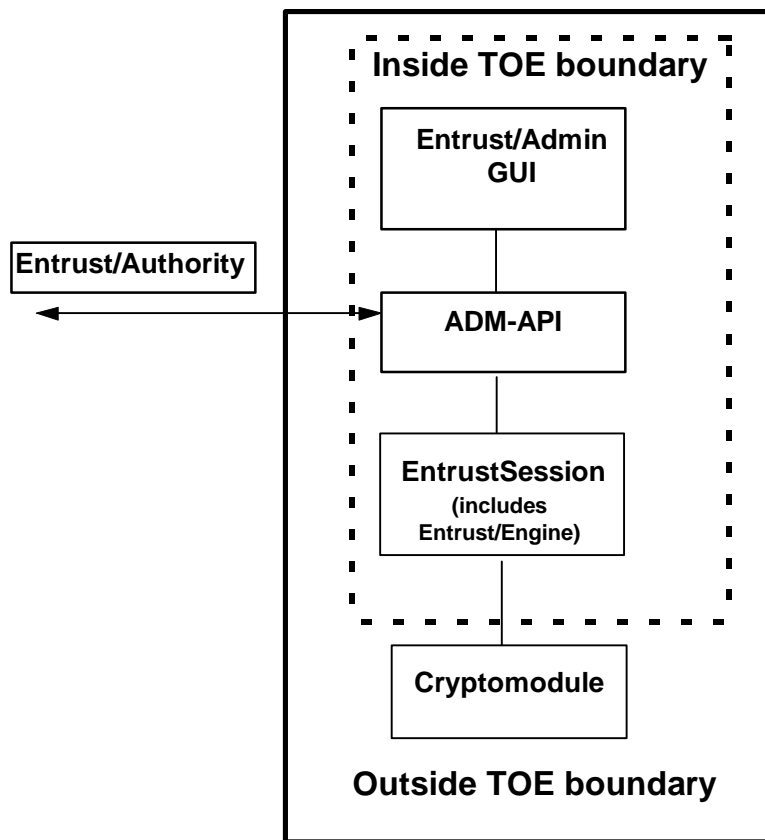 Inside TOE boundary
Entrust/Admin
GUI
Entrust/Authority
ADM-API
EntrustSession
(includes
Entrust/Engine)
Cryptomodule
Outside TOE boundary